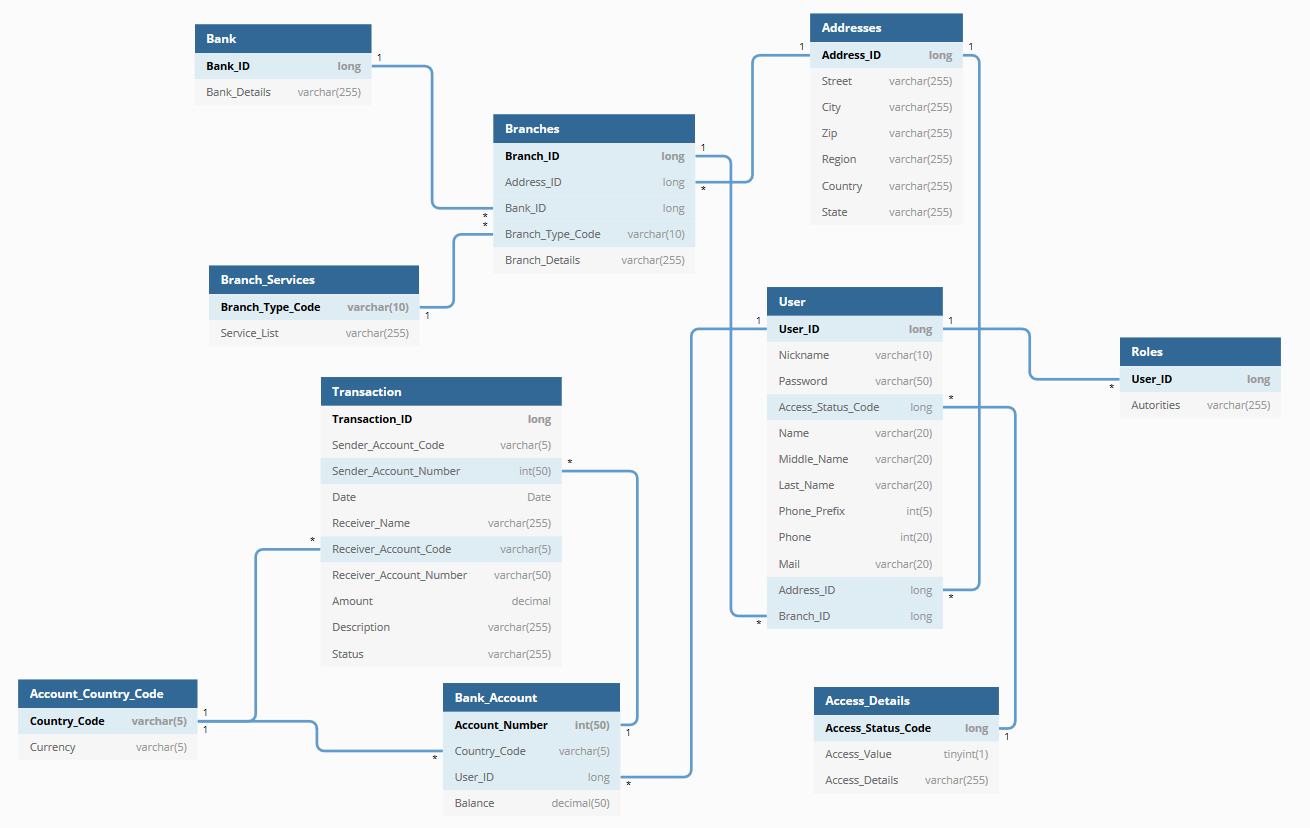 Bank
Bank_ID long
Bank_Details varchar(255)
1
Addresses
1 Address_ID long 1
Street varchar(255)
City varchar(255)
Zip varchar(255)
Region varchar(255)
Country varchar(255)
State varchar(255)
Branches
Branch_ID long 1
Address_ID long *
* Bank_ID long
* Branch_Type_Code varchar(10)
Branch_Details varchar(255)
Branch_Services
Branch_Type_Code varchar(10) 1
Service_List varchar(255)
User
1 User_ID long 1
Nickname varchar(10)
Password varchar(50)
Access_Status_Code long *
Name varchar(20)
Middle_Name varchar(20)
Last_Name varchar(20)
Phone_Prefix int(5)
Phone int(20)
Mail varchar(20)
Address_ID long *
* Branch_ID long
Roles
* User_ID long
Autorities varchar(255)
Transaction
Transaction_ID long
Sender_Account_Code varchar(5)
Sender_Account_Number int(50) *
Date Date
Receiver_Name varchar(255)
* Receiver_Account_Code varchar(5)
Receiver_Account_Number varchar(50)
Amount decimal
Description varchar(255)
Status varchar(255)
Account_Country_Code
Country_Code varchar(5) 1
1
Currency varchar(5)
Bank_Account
Account_Number int(50) 1
* Country_Code varchar(5)
User_ID long *
Balance decimal(50)
Access_Details
Access_Status_Code long 1
Access_Value tinyint(1)
Access_Details varchar(255)